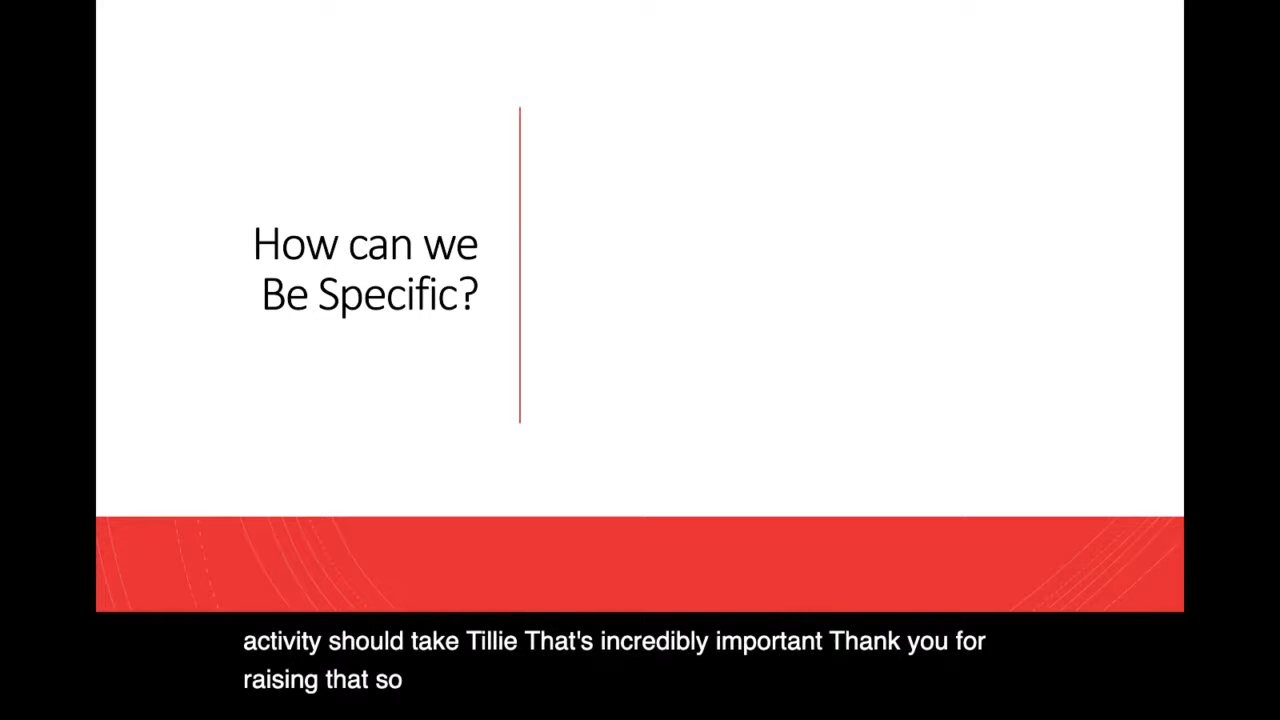 How can we
Be Specific?
activity should take Tillie That's incredibly important Thank you for
raising that so